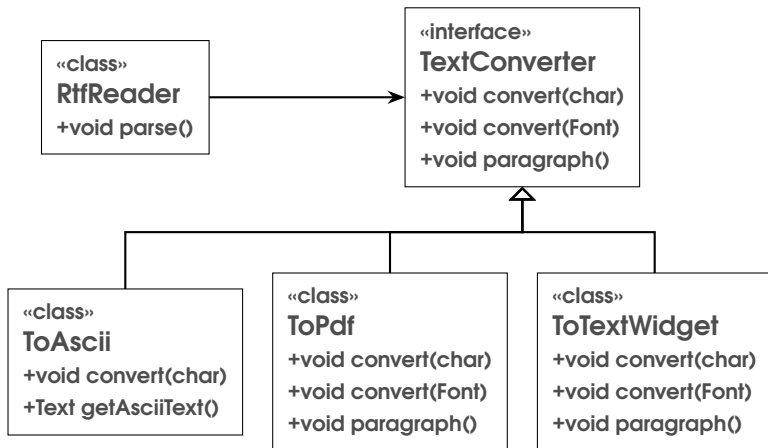 «class»
RtfReader
+void parse()
«interface»
TextConverter
+void convert(char)
+void convert(Font)
+void paragraph()
«class»
ToAscii
+void convert(char)
+Text getAsciiText()
«class»
ToPdf
+void convert(char)
+void convert(Font)
+void paragraph()
«class»
ToTextWidget
+void convert(char)
+void convert(Font)
+void paragraph()